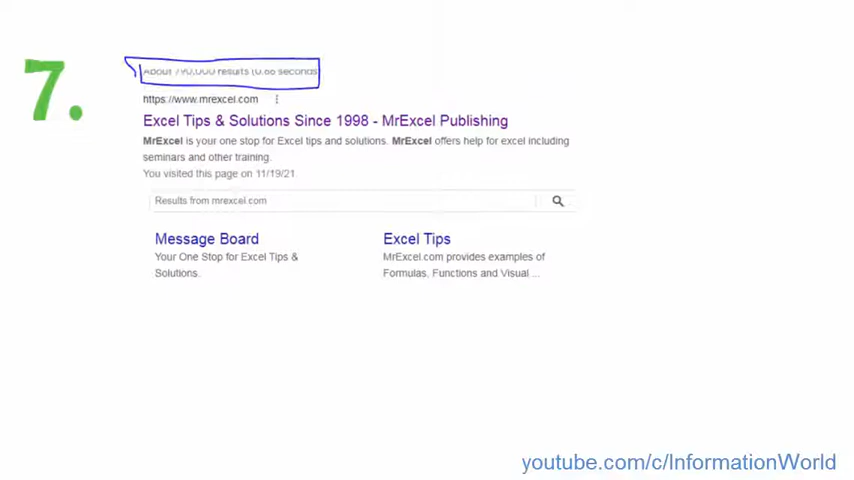 7.
About 790,000 results (0.66 seconds
https://www.mrexcel.com
Excel Tips & Solutions Since 1998 - MrExcel Publishing
MrExcel is your one stop for Excel tips and solutions. MrExcel offers help for excel including
seminars and other training.
You visited this page on 11/19/21.
Results from mrexcel.com
Message Board
Your One Stop for Excel Tips &
Solutions.
Excel Tips
MrExcel.com provides examples of
Formulas, Functions and Visual ...
youtube.com/c/InformationWorld